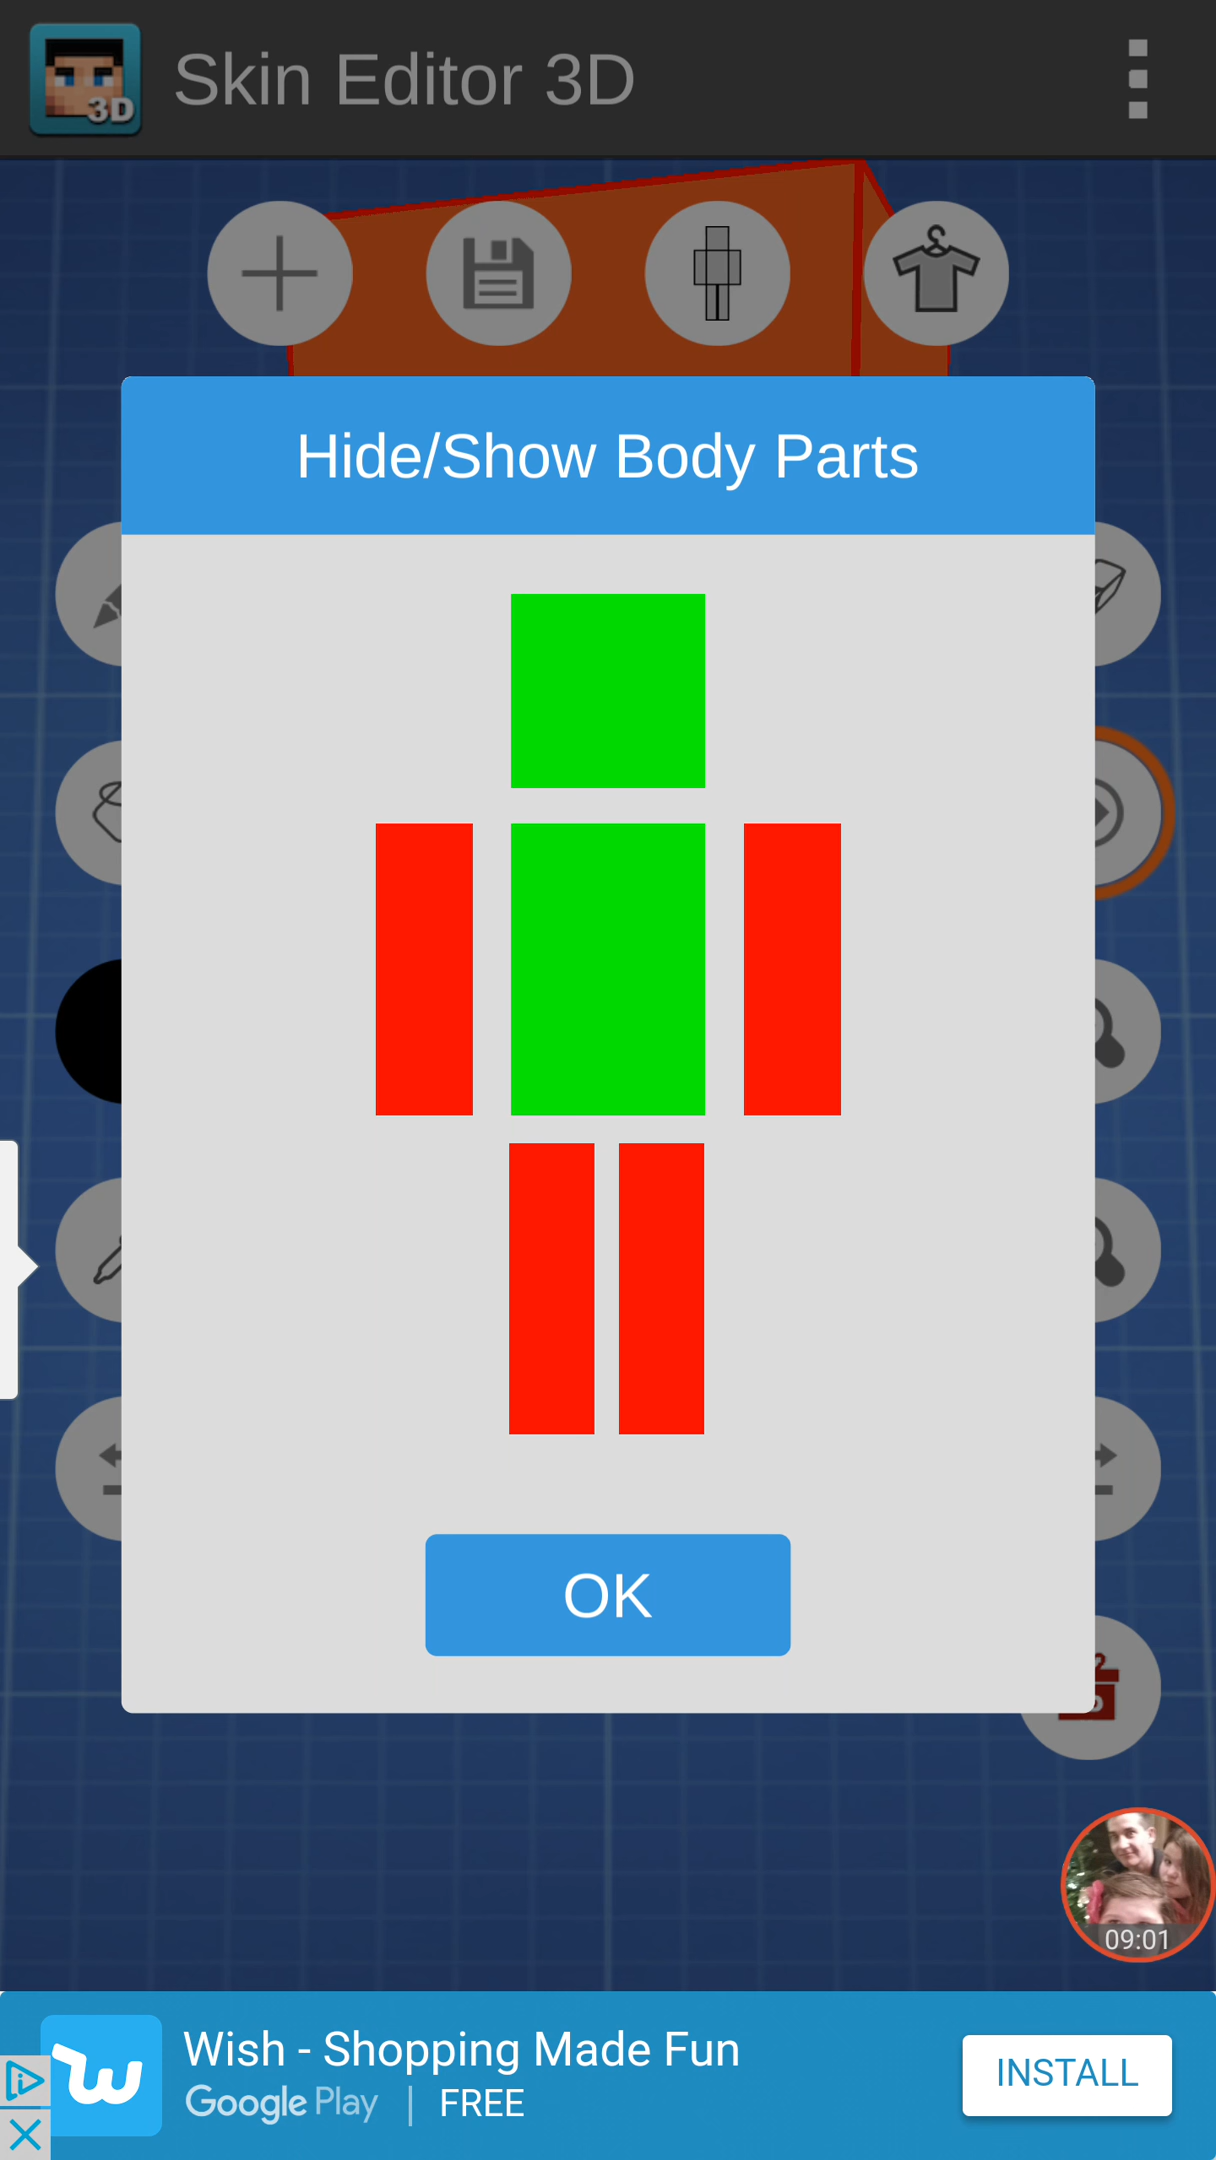 3D
Skin Editor 3D
Hide/Show Body Parts
OK
09:01
Wish - Shopping Made Fun
Google Play | FREE
INSTALL